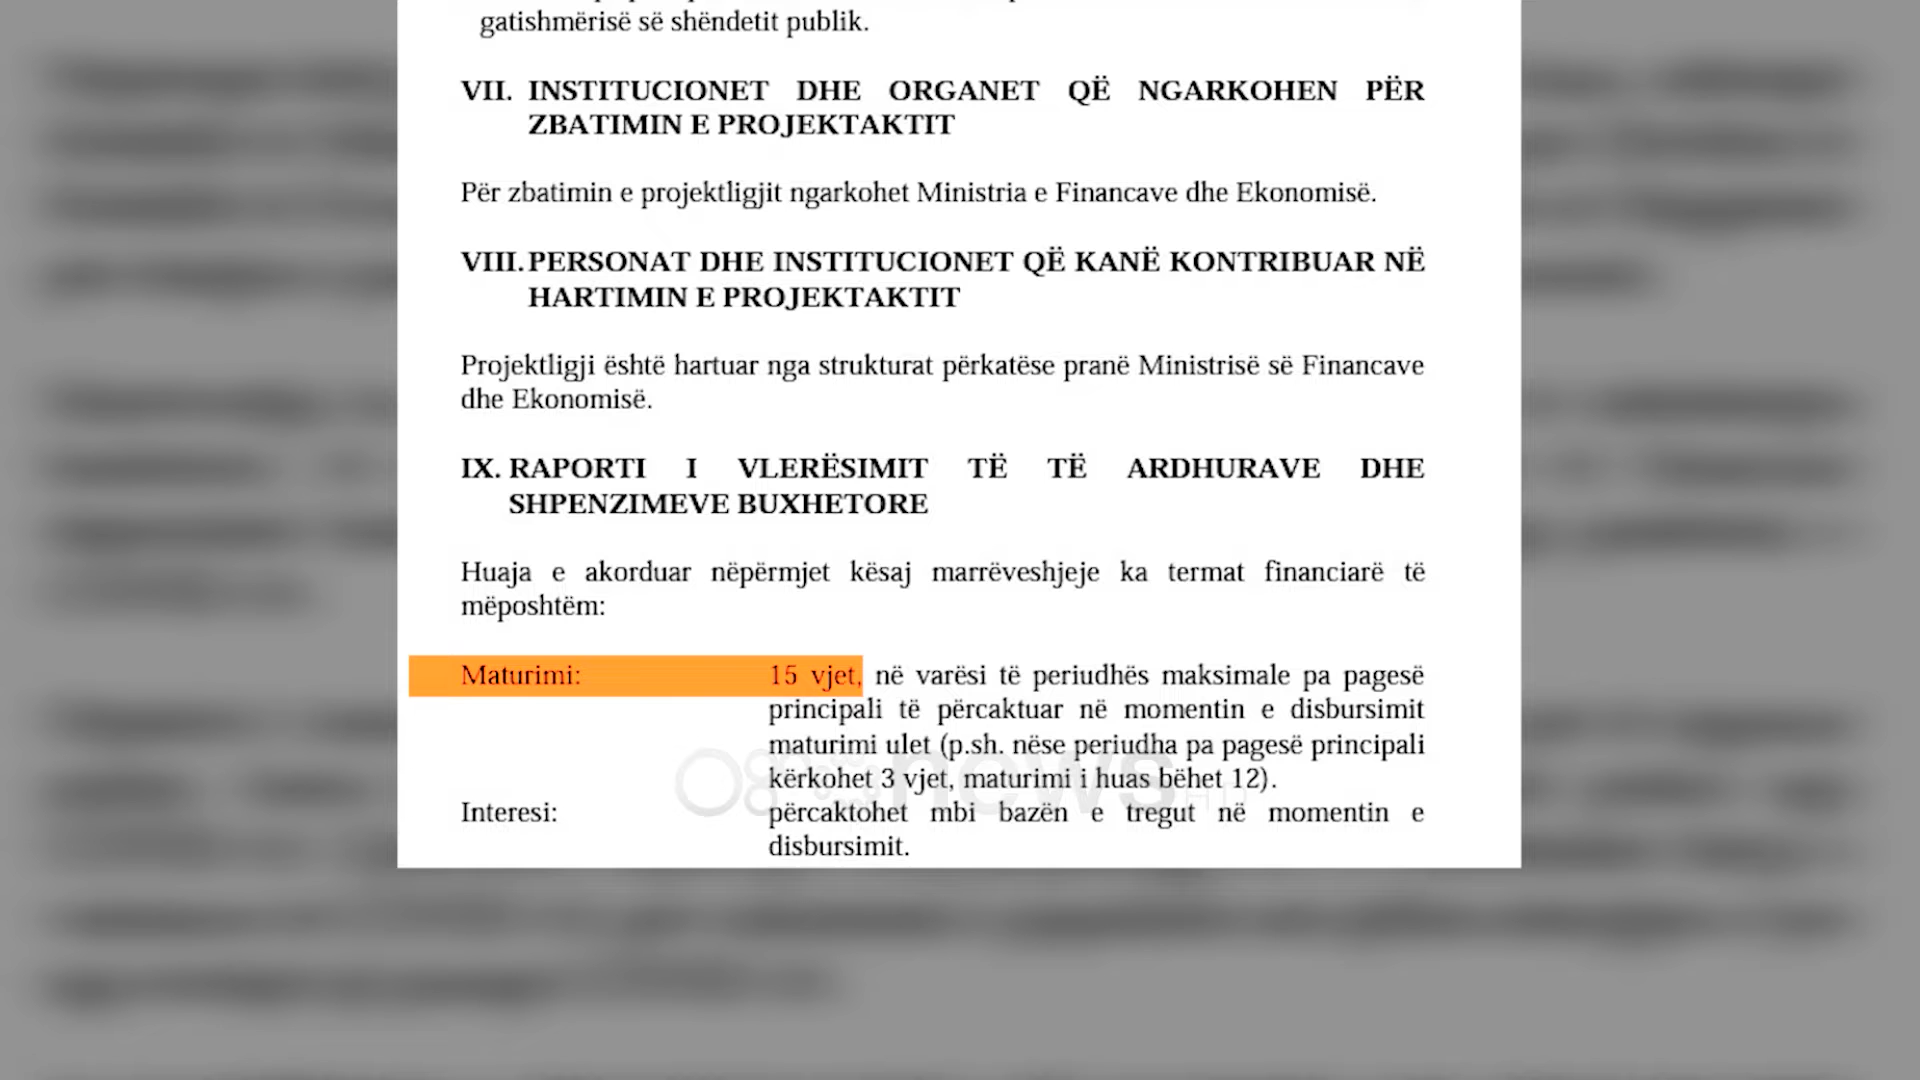 gatishmërisë së shëndetit publik.
VII. INSTITUCIONET DHE ORGANET QË NGARKOHEN PËR
ZBATIMIN E PROJEKTAKTIT
Për zbatimin e projektligjit ngarkohet Ministria e Financave dhe Ekonomisë.
VIII. PERSONAT DHE INSTITUCIONET QË KANË KONTRIBUAR NË
HARTIMIN E PROJEKTAKTIT
Projektligji është hartuar nga strukturat përkatëse pranë Ministrisë së Financave
dhe Ekonomisë.
IX. RAPORTI I VLERËSIMIT TË TË ARDHURAVE DHE
SHPENZIMEVE BUXHETORE
Huaja e akorduar nëpërmjet kësaj marrëveshjeje ka termat financiarë të
mëposhtëm:
Maturimi: 15 vjet, në varësi të periudhës maksimale pa pagesë
principali të përcaktuar në momentin e disbursimit
maturimi ulet (p.sh. nëse periudha pa pagesë principali
kërkohet 3 vjet, maturimi i huas bëhet 12).
news
Interesi: përcaktohet mbi bazën e tregut në momentin e
disbursimit.